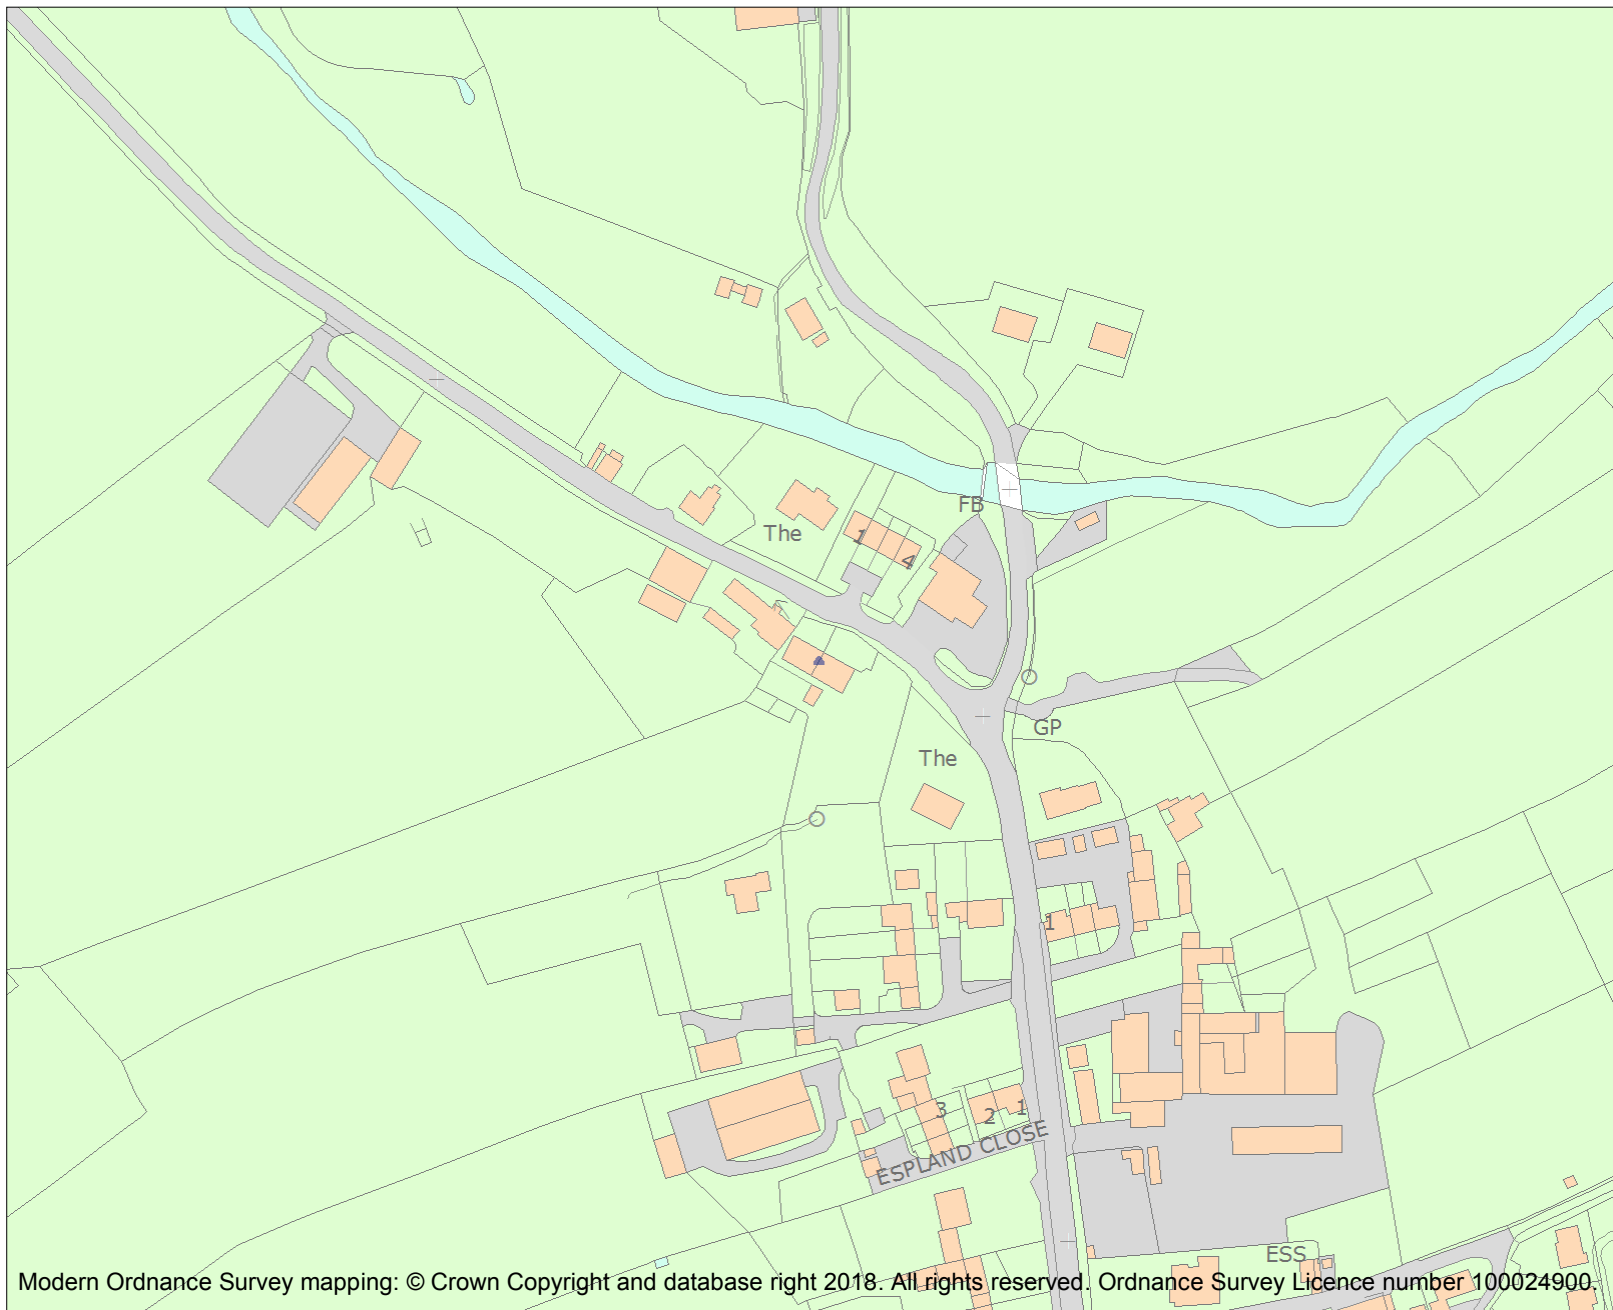 FB
The
1
4
GP
The
1
3
2
1
ESPLAND CLOSE
ESS
Modern Ordnance Survey mapping: © Crown Copyright and database right 2018. All rights reserved. Ordnance Survey Licence number 100024900.